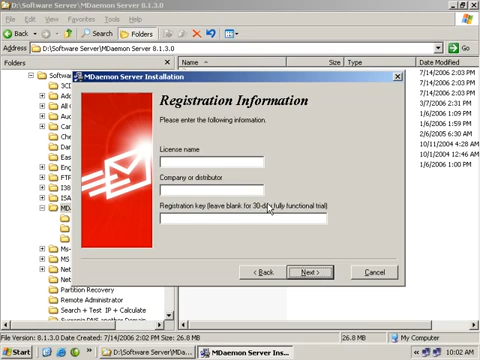 D:\Software Server\MDaemon Server 8.1.3.0
File Edit View Favorites Tools Help
Back Search Folders
Address D:\Software Server\MDaemon Server 8.1.3.0 Go
Folders
Name Size Type Date Modified
7/14/2006 2:03 PM
7/14/2006 2:03 PM
7/14/2006 2:03 PM
3/7/2006 2:31 PM
1/6/2006 1:09 PM
1/6/2006 1:59 PM
2/6/2005 6:30 AM
10/11/2004 4:28 AM
10/1/2004 12:46 AM
1/6/2006 1:00 PM
MDaemon Server Installation
Registration Information
Please enter the following information.
License name
Company or distributor
Registration key (leave blank for 30-day fully functional trial)
< Back
Next >
Cancel
Partition Recovery
Remote Administrator
Search + Test IP + Calculate
File Version: 8.1.3.0 Date Created: 7/14/2006 2:02 PM Size: 26.8 MB
26.8 MB
My Computer
Start
D:\Software Server\MDa...
MDaemon Server Ins...
10:02 AM